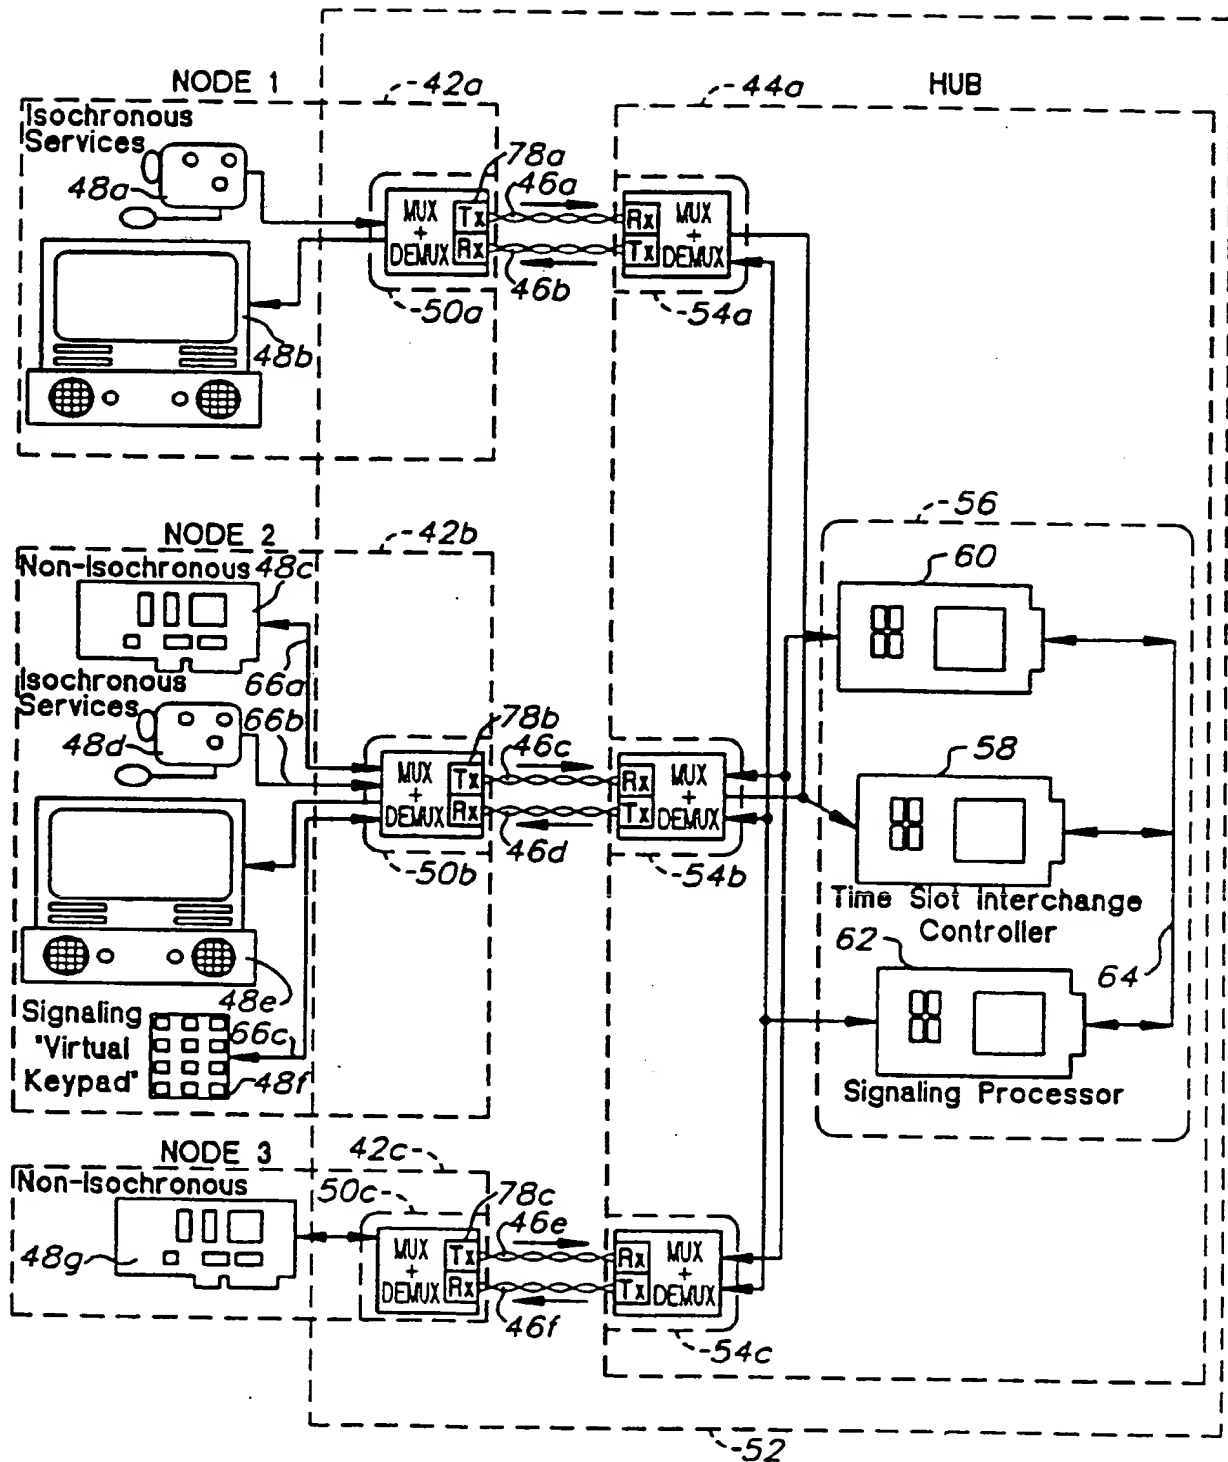 NODE 1
42a
44a
HUB
Isochronous
Services
48a
78a
46a
MUX
+
DEMUX
Tx
Rx
Rx
Tx
MUX
+
DEMUX
46b
50a
54a
48b
NODE 2
42b
56
Non-Isochronous
48c
60
66a
Isochronous
Services
66b
48d
78b
46c
58
MUX
+
DEMUX
Tx
Rx
Rx
Tx
MUX
+
DEMUX
46d
50b
54b
Time Slot Interchange
Controller
62
64
48e
Signaling
"Virtual
Keypad"
66c
48f
Signaling Processor
NODE 3
42c
Non-Isochronous
50c
78c
46e
48g
MUX
+
DEMUX
Tx
Rx
Rx
Tx
MUX
+
DEMUX
46f
54c
52